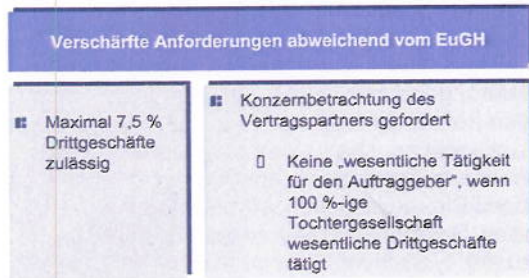 Verschärfte Anforderungen abweichend vom EuGH
Maximal 7,5 %
Drittgeschäfte
zulässig
Konzernbetrachtung des
Vertragspartners gefordert
Keine „wesentliche Tätigkeit
für den Auftraggeber“, wenn
100 %-ige
Tochtergesellschaft
wesentliche Drittgeschäfte
tätigt